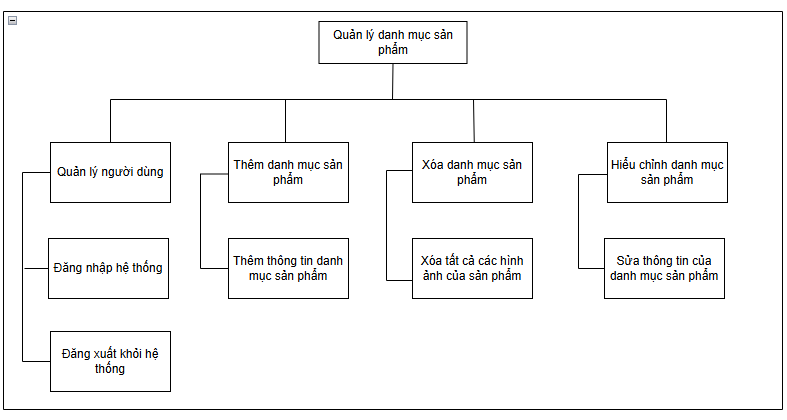 Quản lý danh mục sản
phẩm
Quản lý người dùng
Thêm danh mục sản
phẩm
Xóa danh mục sản
phẩm
Hiểu chỉnh danh mục
sản phẩm
Đăng nhập hệ thống
Thêm thông tin danh
mục sản phẩm
Xóa tất cả các hình
ảnh của sản phẩm
Sửa thông tin của
danh mục sản phẩm
Đăng xuất khỏi hệ
thống